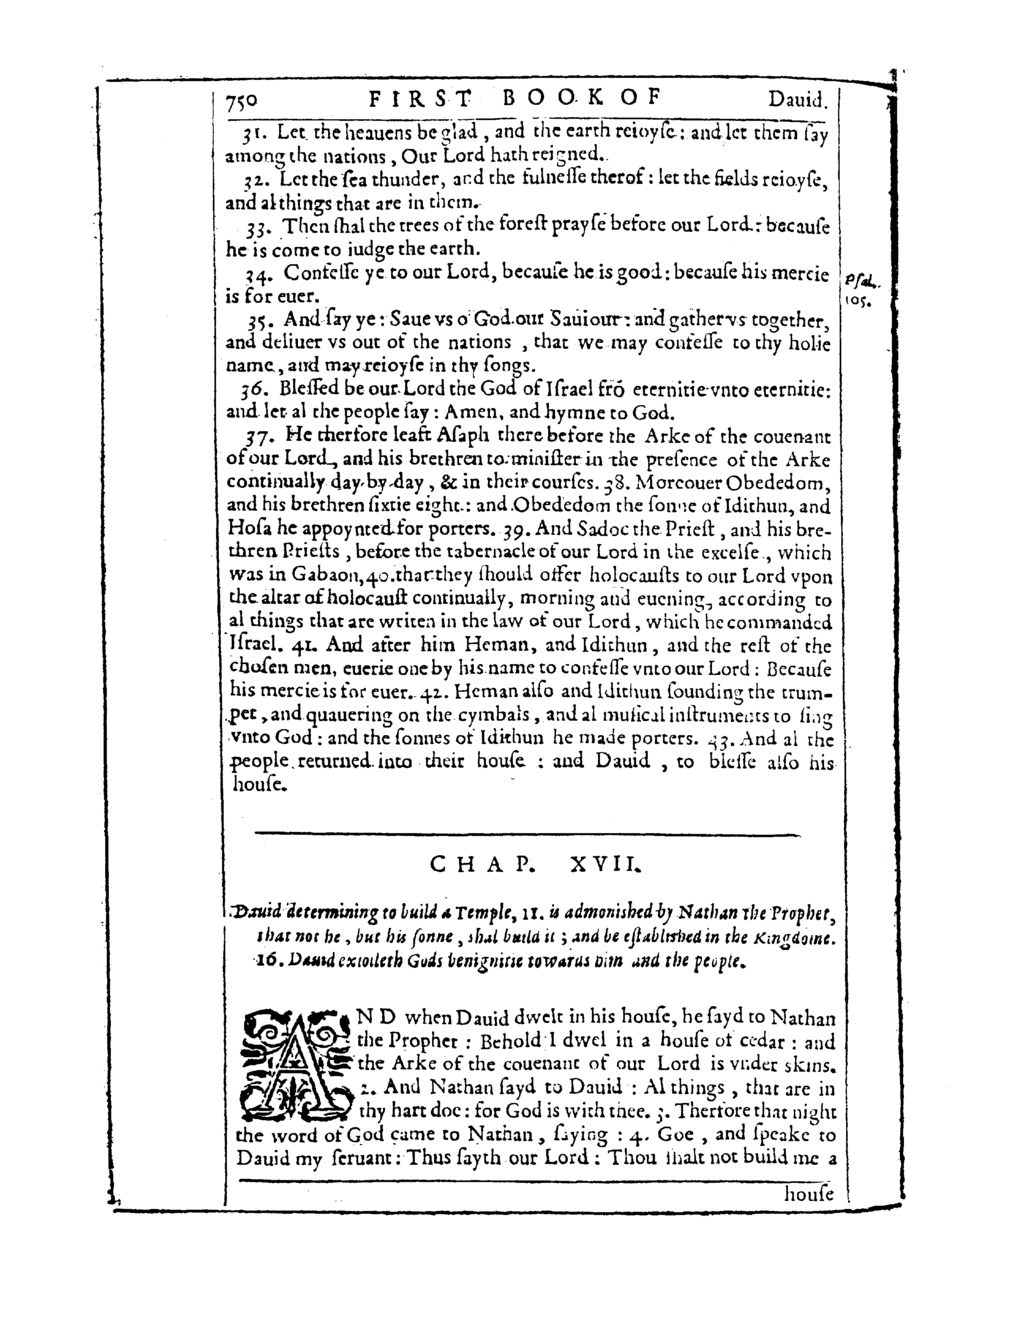 750 FIRST BOOK OF Dauid.
31. Let the heauens be glad, and the earth reioyſe: and let them ſay
among the nations, Our Lord hath reigned.
32. Let the ſea thunder, and the fulneſſe therof: let the fields reioyſe,
and al things that are in them.
33. Then ſhal the trees of the foreſt prayſe before our Lord: becauſe
he is come to iudge the earth.
34. Confeſſe ye to our Lord, becauſe he is good: becauſe his mercie
is for euer.
Pſal.
105.
35. And ſay ye: Saue vs o God our Sauiour: and gather vs together,
and deliuer vs out of the nations, that we may confeſſe to thy holie
name, and may reioyſe in thy ſongs.
36. Bleſſed be our Lord the God of Iſrael frõ eternitie vnto eternitie:
and let al the people ſay: Amen, and hymne to God.
37. He therfore leaft Aſaph there before the Arke of the couenant
of our Lord, and his brethren to miniſter in the preſence of the Arke
continually day by day, & in their courſes. 38. Morcouer Obededom,
and his brethren ſixtie eight: and Obededom the ſonne of Idithun, and
Hoſa he appoynted for porters. 39. And Sadoc the Prieſt, and his bre-
thren Prieſts, before the tabernacle of our Lord in the excelſe, which
was in Gabaon, 40. that they ſhould offer holocauſts to our Lord vpon
the altar of holocauſt continually, morning and euening, according to
al things that are writen in the law of our Lord, which he commanded
Iſrael. 41. And after him Heman, and Idithun, and the reſt of the
choſen men, euerie one by his name to confeſſe vnto our Lord: Becauſe
his mercie is for euer. 42. Heman alſo and Idithun ſounding the trum-
pet, and quauering on the cymbals, and al muſical inſtruments to ſing
vnto God: and the ſonnes of Idithun he made porters. 43. And al the
people returned into their houſe: and Dauid, to bleſſe alſo his
houſe.
CHAP. XVII.
Dauid determining to build a Temple, 11. is admonished by Nathan the Prophet,
that not he, but his ſonne, shal build it; and be eſtablished in the Kingdome.
16. Dauid extolleth Gods benignitie towards him and the people.
AND when Dauid dwelt in his houſe, he ſayd to Nathan
the Prophet: Behold I dwel in a houſe of cedar: and
the Arke of the couenant of our Lord is vnder skins.
2. And Nathan ſayd to Dauid: Al things, that are in
thy hart doe: for God is with thee. 3. Therfore that night
the word of God came to Nathan, ſaying: 4. Goe, and ſpeake to
Dauid my ſeruant: Thus ſayth our Lord: Thou ſhalt not build me a
houſe